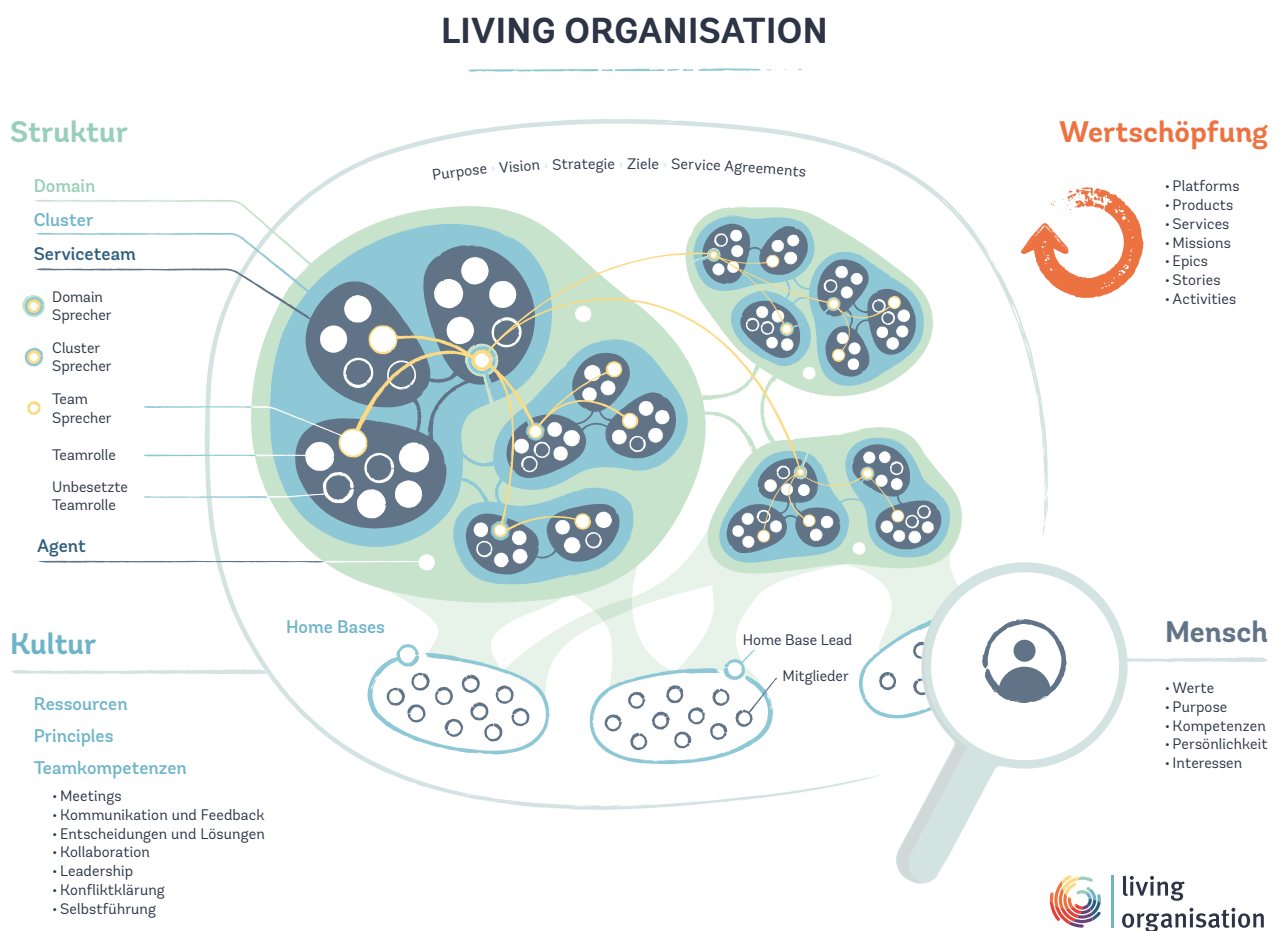 LIVING ORGANISATION
Struktur
Domain
Cluster
Serviceteam
Domain
Sprecher
Cluster
Sprecher
Team
Sprecher
Teamrolle
Unbesetzte
Teamrolle
Agent
Purpose › Vision › Strategie › Ziele › Service Agreements
Wertschöpfung
• Platforms
• Products
• Services
• Missions
• Epics
• Stories
• Activities
Kultur
Ressourcen
Principles
Teamkompetenzen
• Meetings
• Kommunikation und Feedback
• Entscheidungen und Lösungen
• Kollaboration
• Leadership
• Konfliktklärung
• Selbstführung
Home Bases
Home Base Lead
Mitglieder
Mensch
• Werte
• Purpose
• Kompetenzen
• Persönlichkeit
• Interessen
living
organisation